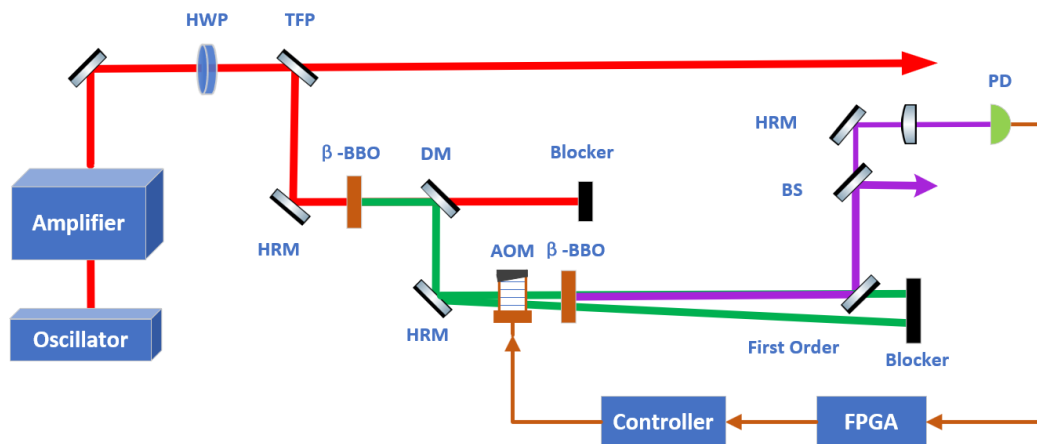 HWP
TFP
PD
HRM
β-BBO
DM
Blocker
BS
Amplifier
HRM
AOM
β-BBO
Oscillator
HRM
First Order
Blocker
Controller
FPGA